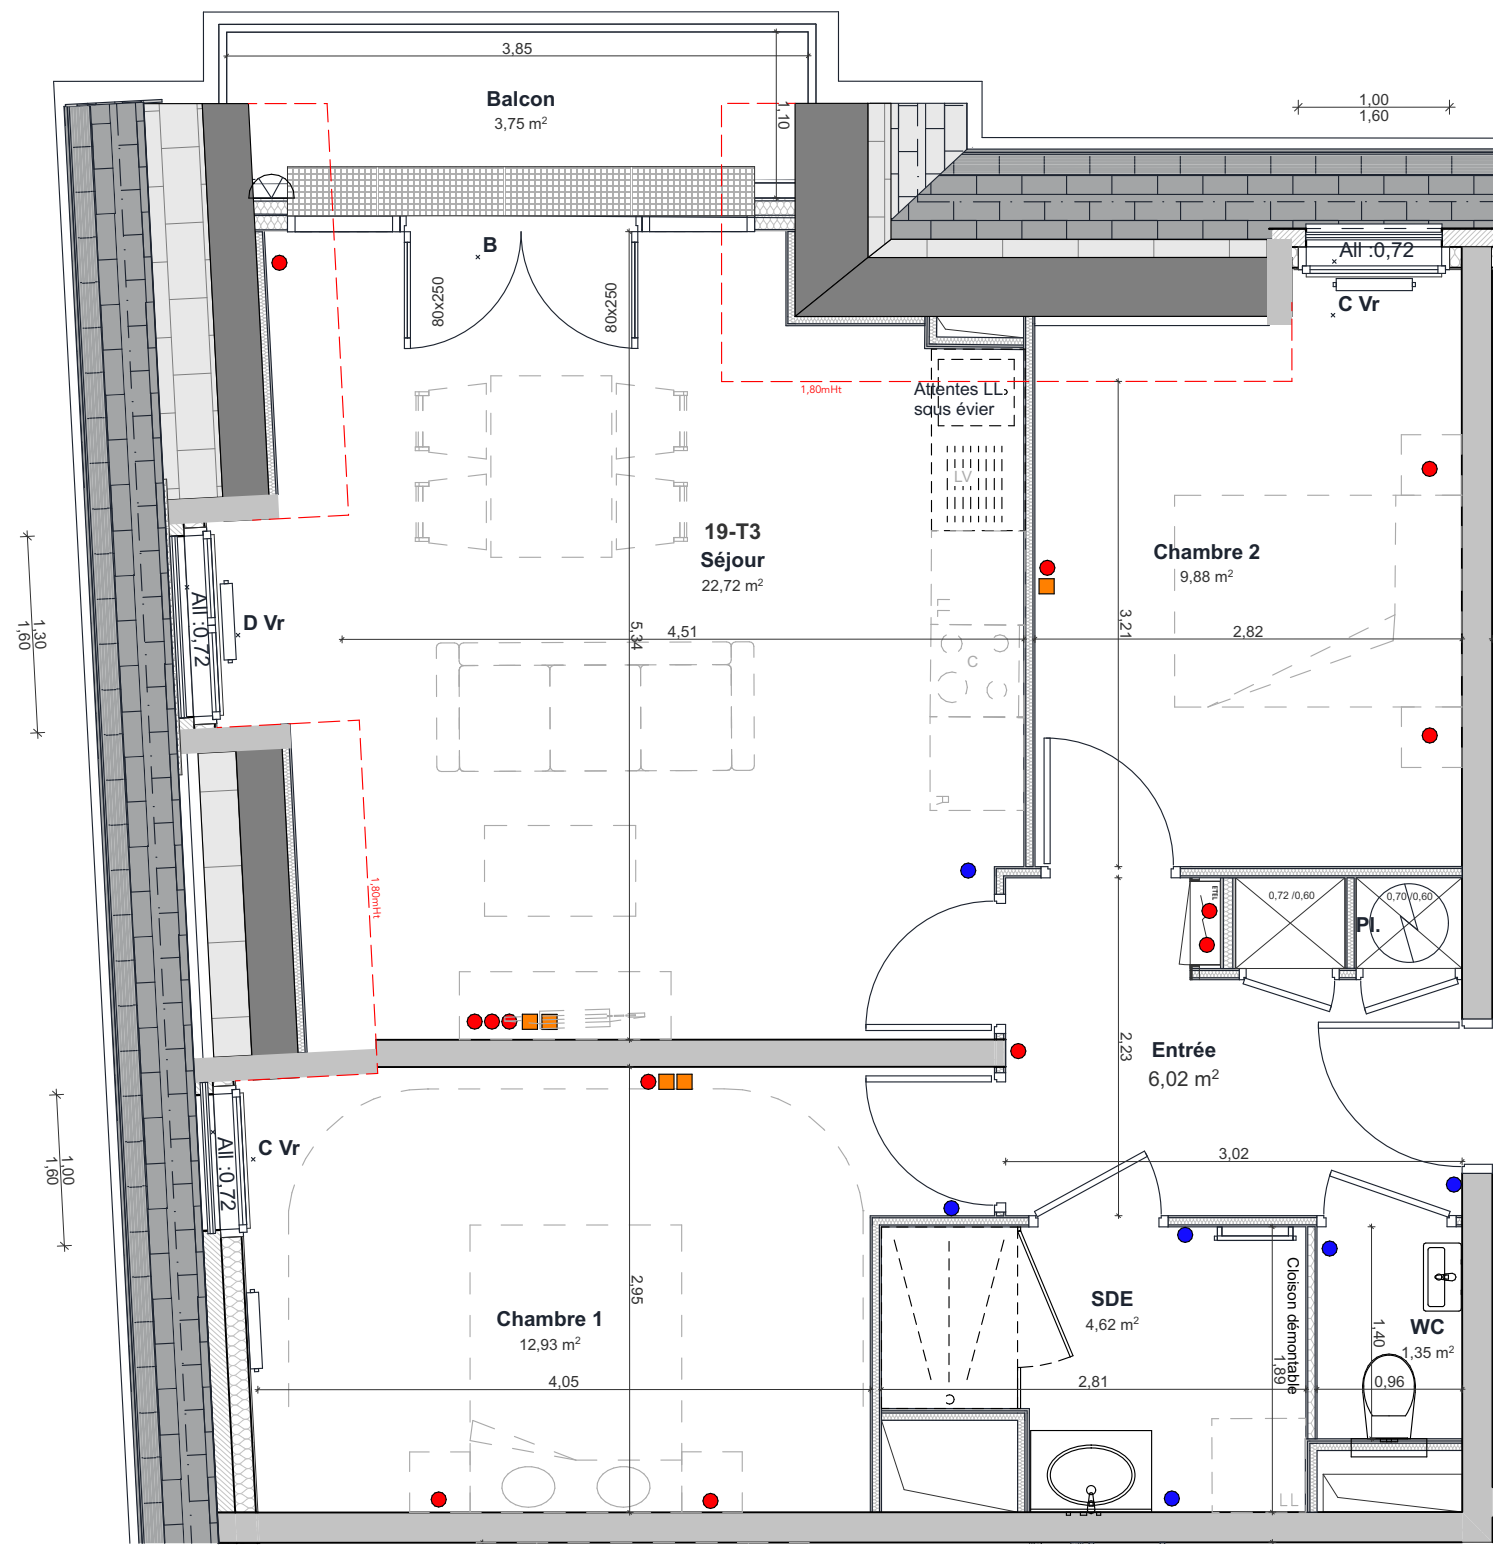 3,85
Balcon
3,75 m²
1,10
1,00
1,60
All :0,72
C Vr
B
80x250
80x250
1,80mHt
Attentes LL
sous évier
LV
19-T3
Séjour
22,72 m²
Chambre 2
9,88 m²
1,30
1,60
All :0,72
D Vr
5,34
4,51
3,21
2,82
C
1,80mHt
ETEL
0,72 /0,60
0,70 /0,60
Pl.
2,23
Entrée
6,02 m²
3,02
1,00
1,60
All :0,72
C Vr
2,95
Chambre 1
12,93 m²
4,05
SDE
4,62 m²
2,81
Cloison démontable
1,89
1,40
WC
1,35 m²
0,96
LL